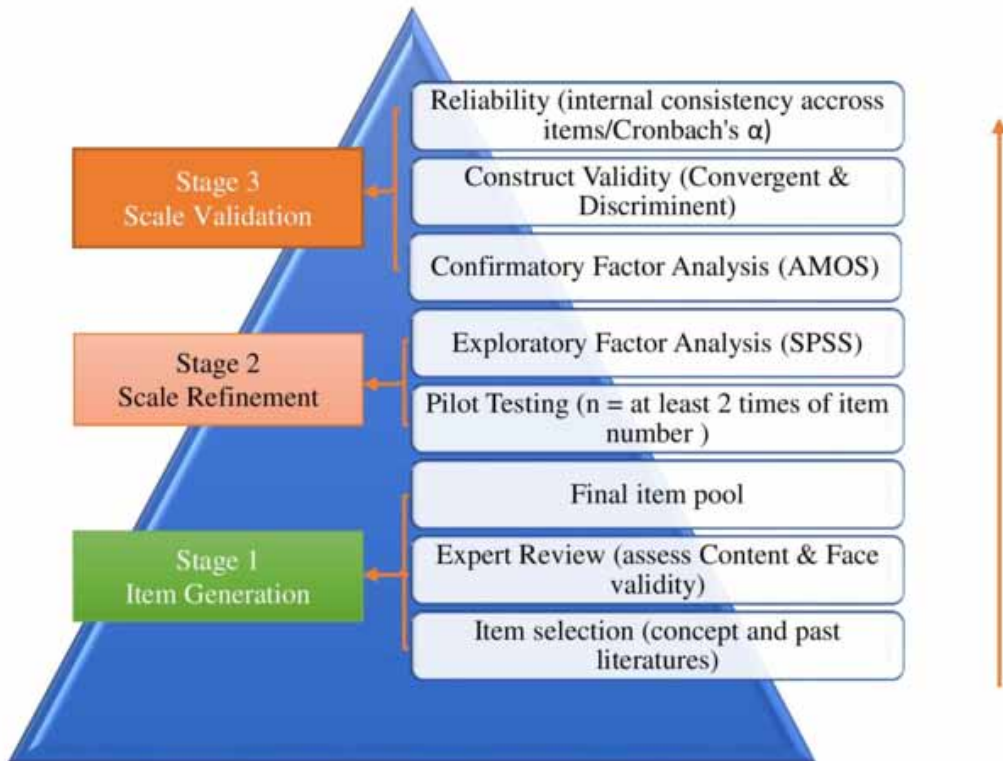 Reliability (internal consistency accross
items/Cronbach's α)
Stage 3
Scale Validation
Construct Validity (Convergent &
Discriminent)
Confirmatory Factor Analysis (AMOS)
Stage 2
Scale Refinement
Exploratory Factor Analysis (SPSS)
Pilot Testing (n = at least 2 times of item
number )
Final item pool
Stage 1
Item Generation
Expert Review (assess Content & Face
validity)
Item selection (concept and past
literatures)